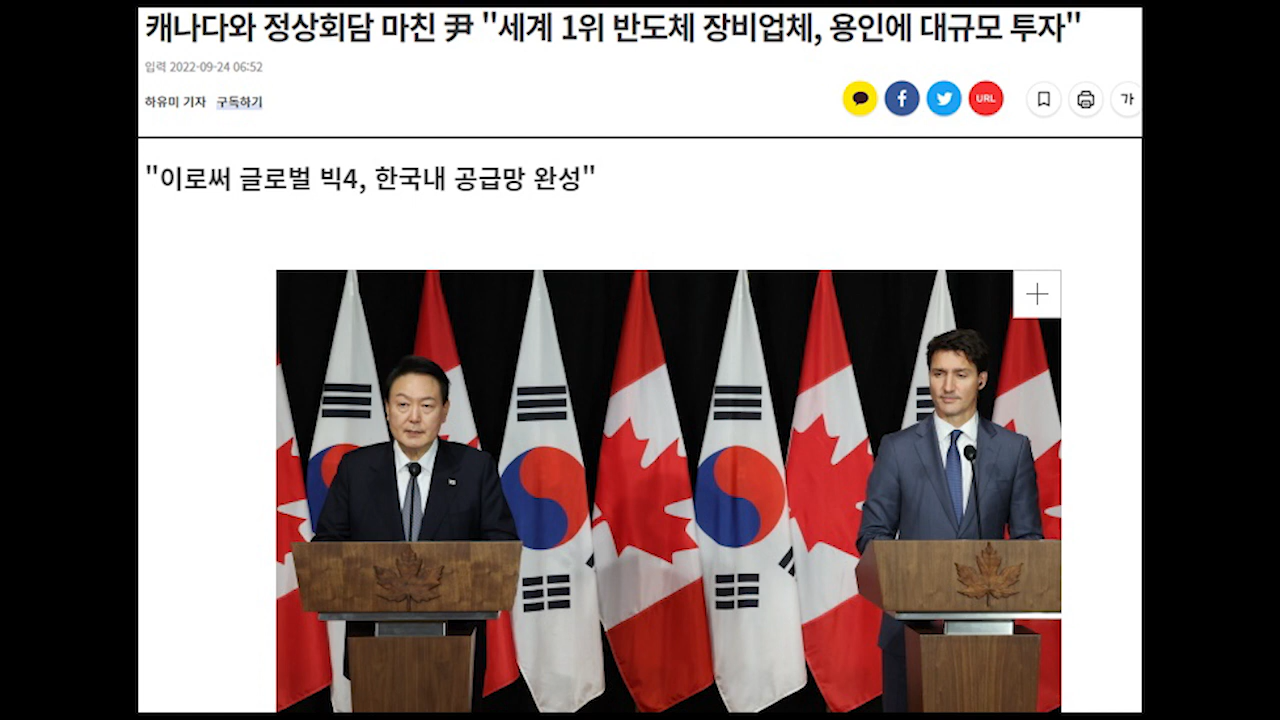 캐나다와 정상회담 마친 尹 "세계 1위 반도체 장비업체, 용인에 대규모 투자"
입력 2022-09-24 06:52
하유미 기자 구독하기
URL
가
"이로써 글로벌 빅4, 한국내 공급망 완성"